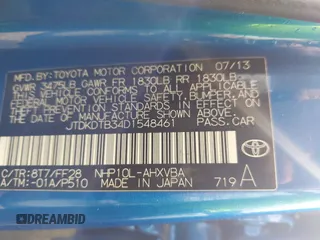 MFD. BY: TOYOTA MOTOR CORPORATION 07/13
GVWR 3475LB GAWR FR 1830LB RR 1830LB
THIS VEHICLE CONFORMS TO ALL APPLICABLE
FEDERAL MOTOR VEHICLE SAFETY, BUMPER, AND
THEFT PREVENTION STANDARDS IN EFFECT ON
THE DATE OF MANUFACTURE SHOWN ABOVE.
JTDKDTB34D1548461 PASS.CAR
C/TR: 8T7/FF28 NHP10L-AHXVBA
A/TM: -01A/P510 MADE IN JAPAN 719 A
TOYOTA